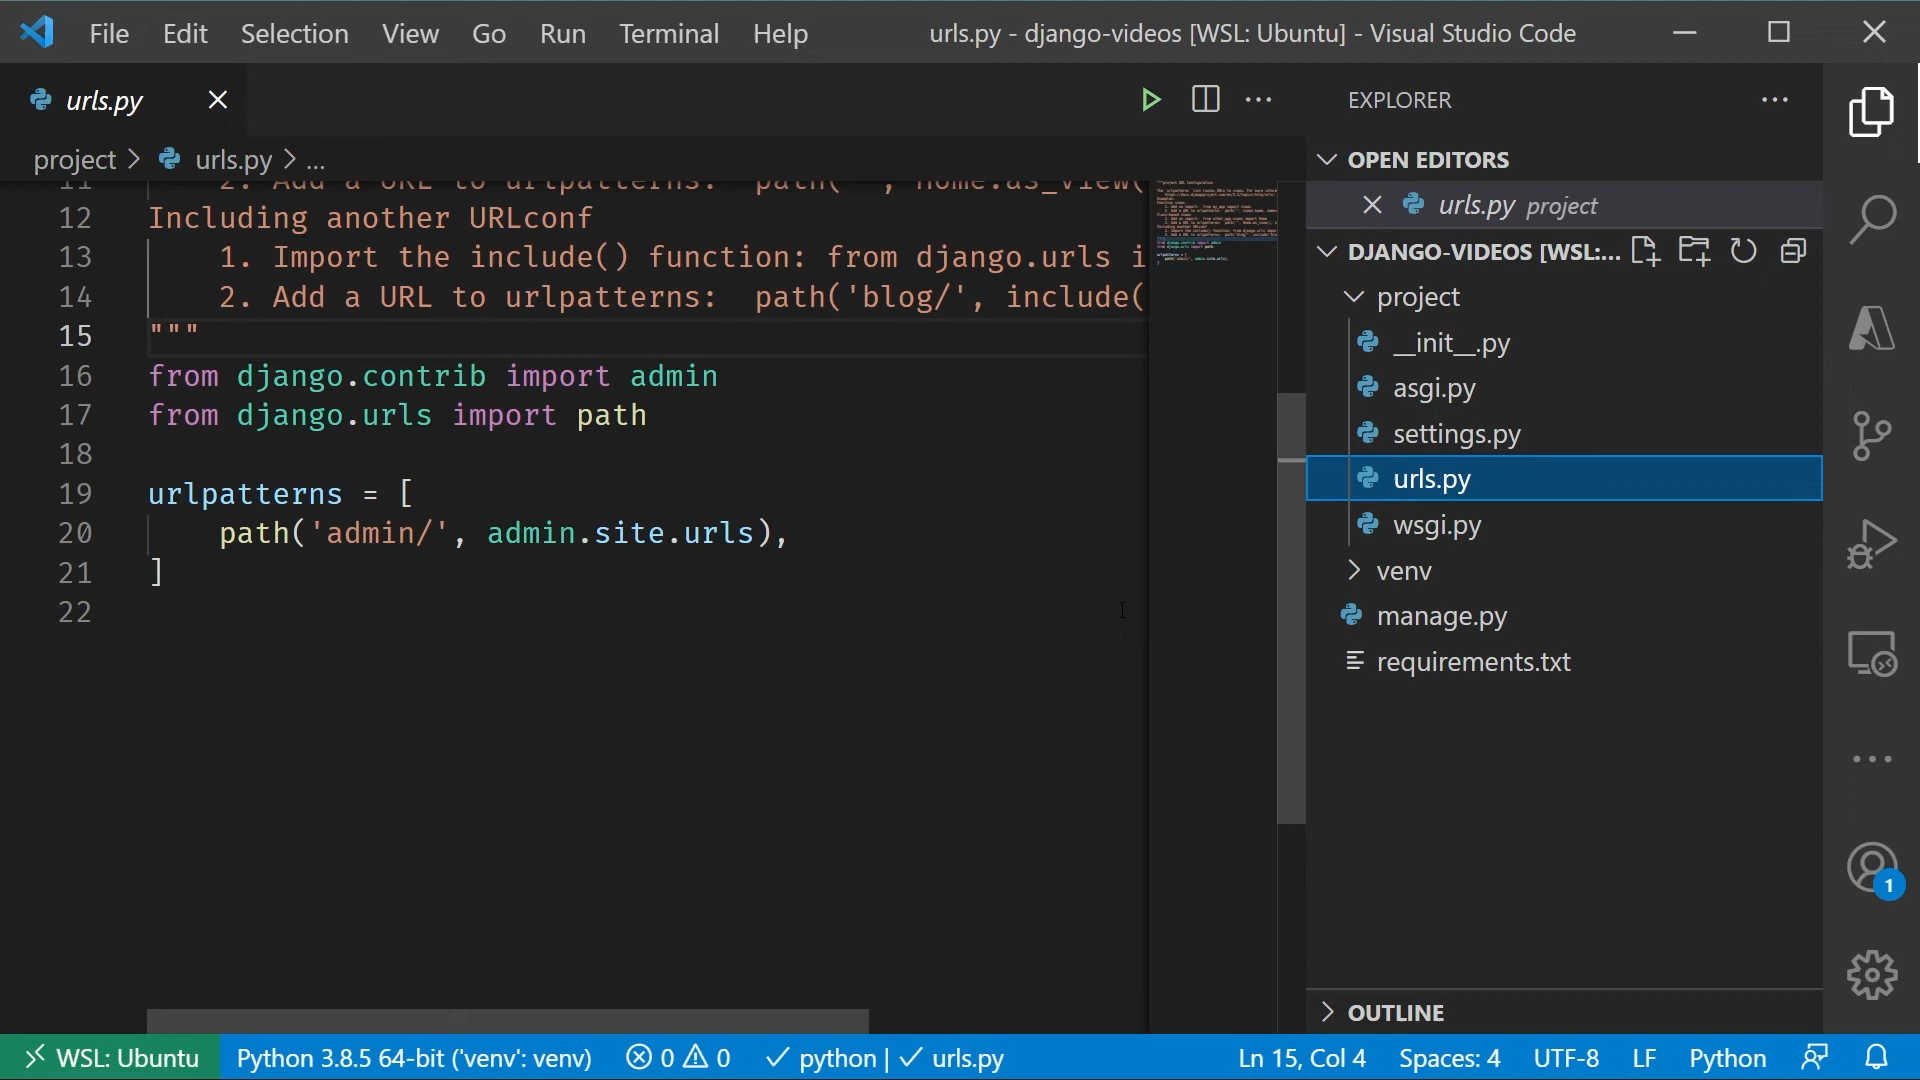 File Edit Selection View Go Run Terminal Help urls.py - django-videos [WSL: Ubuntu] - Visual Studio Code
urls.py
project > urls.py > ...
11 2. Add a URL to urlpatterns: path('', Home.as_view(
12 Including another URLconf
13 1. Import the include() function: from django.urls i
14 2. Add a URL to urlpatterns: path('blog/', include(
15 """
16 from django.contrib import admin
17 from django.urls import path
18
19 urlpatterns = [
20 path('admin/', admin.site.urls),
21 ]
22
EXPLORER
OPEN EDITORS
urls.py project
DJANGO-VIDEOS [WSL:...
project
__init__.py
asgi.py
settings.py
urls.py
wsgi.py
venv
manage.py
requirements.txt
OUTLINE
1
WSL: Ubuntu Python 3.8.5 64-bit ('venv': venv) 0 0 python | urls.py Ln 15, Col 4 Spaces: 4 UTF-8 LF Python